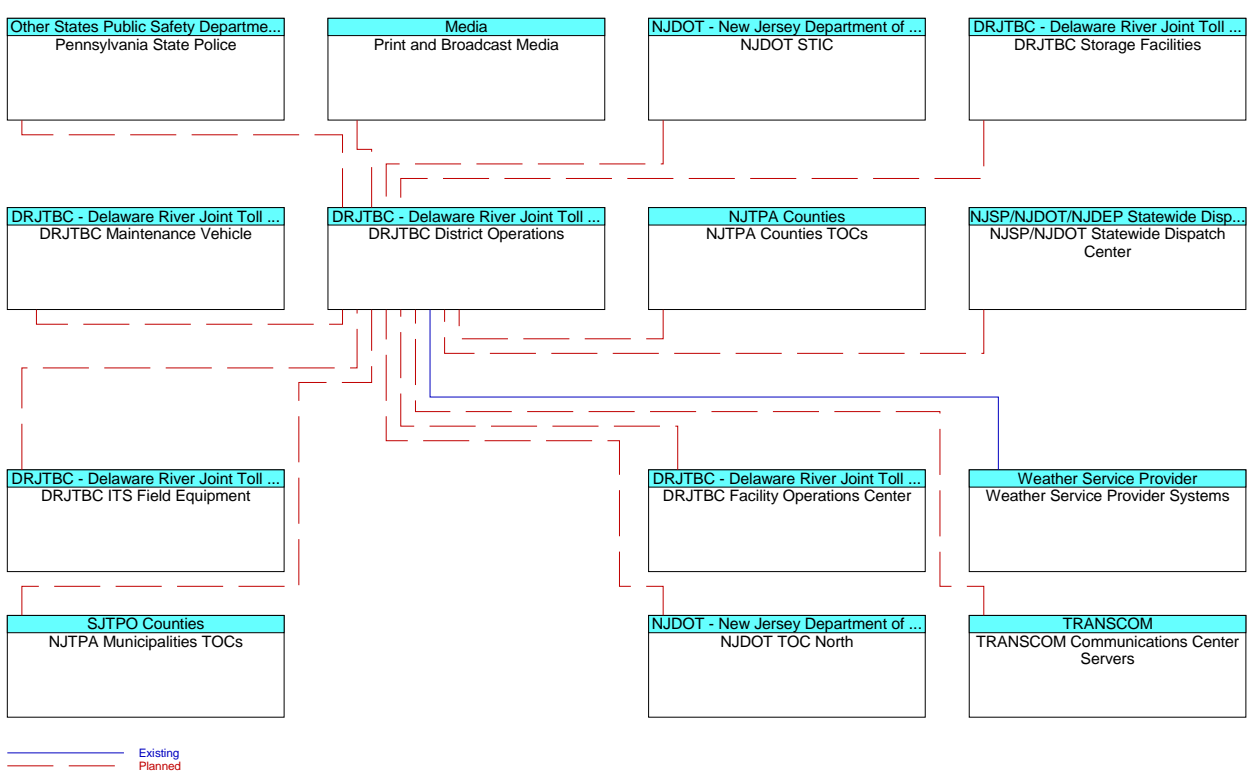 Other States Public Safety Departme...
Pennsylvania State Police
Media
Print and Broadcast Media
NJDOT - New Jersey Department of ...
NJDOT STIC
DRJTBC - Delaware River Joint Toll ...
DRJTBC Storage Facilities
DRJTBC - Delaware River Joint Toll ...
DRJTBC Maintenance Vehicle
DRJTBC - Delaware River Joint Toll ...
DRJTBC District Operations
NJTPA Counties
NJTPA Counties TOCs
NJSP/NJDOT/NJDEP Statewide Disp...
NJSP/NJDOT Statewide Dispatch
Center
DRJTBC - Delaware River Joint Toll ...
DRJTBC ITS Field Equipment
DRJTBC - Delaware River Joint Toll ...
DRJTBC Facility Operations Center
Weather Service Provider
Weather Service Provider Systems
SJTPO Counties
NJTPA Municipalities TOCs
NJDOT - New Jersey Department of ...
NJDOT TOC North
TRANSCOM
TRANSCOM Communications Center
Servers
Existing
Planned